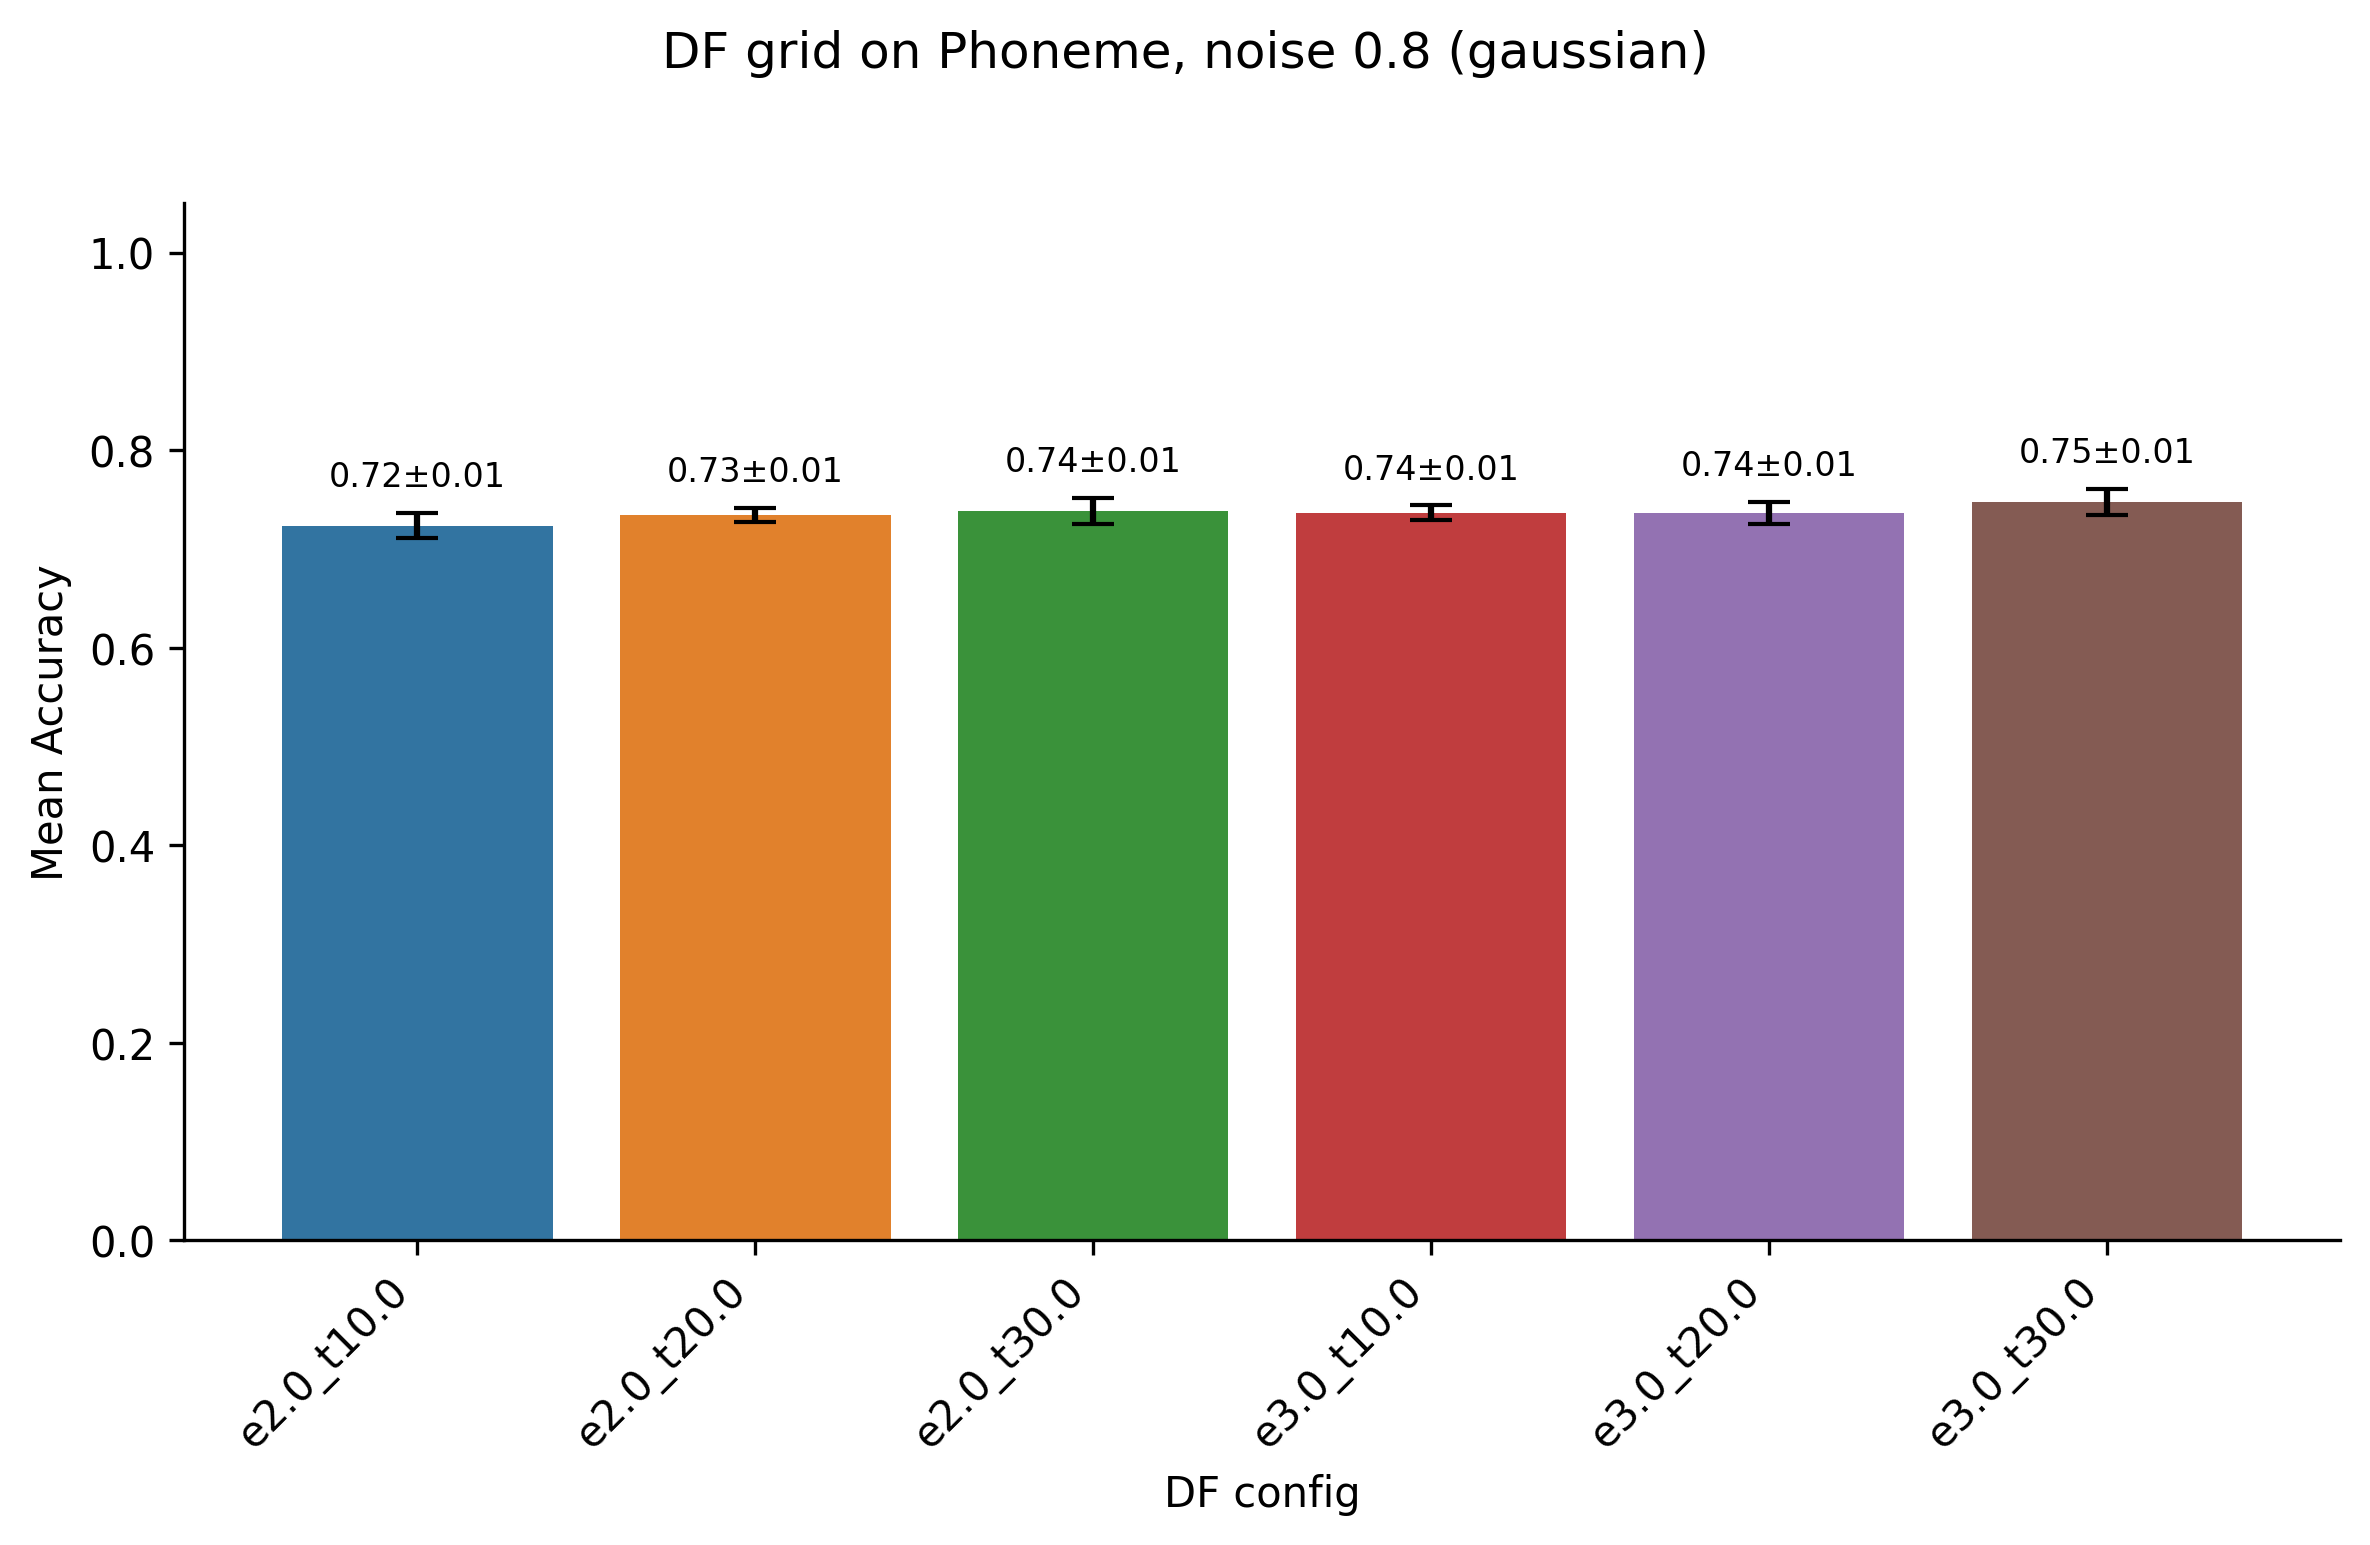 DF grid on Phoneme, noise 0.8 (gaussian)
Mean Accuracy
1.0
0.8
0.6
0.4
0.2
0.0
0.72±0.01
0.73±0.01
0.74±0.01
0.74±0.01
0.74±0.01
0.75±0.01
e2.0_t10.0
e2.0_t20.0
e2.0_t30.0
e3.0_t10.0
e3.0_t20.0
e3.0_t30.0
DF config